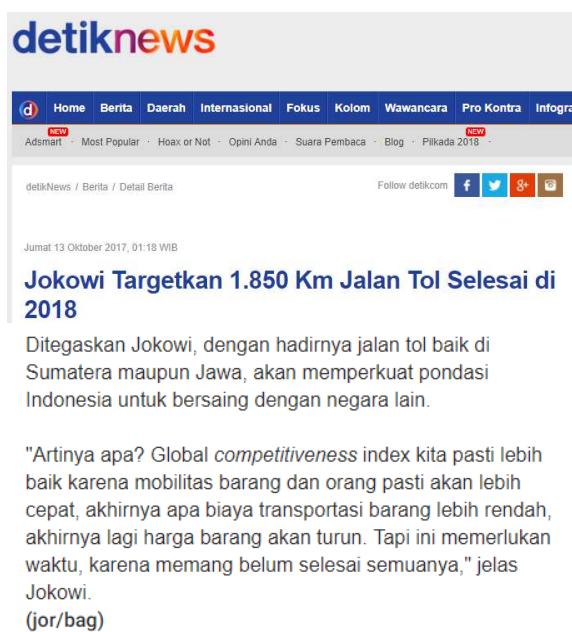 detiknews
d Home Berita Daerah Internasional Fokus Kolom Wawancara Pro Kontra Infogra
NEW NEW
Adsmart · Most Popular · Hoax or Not · Opini Anda · Suara Pembaca · Blog · Pilkada 2018 ·
detikNews / Berita / Detail Berita Follow detikcom f 8+
Jumat 13 Oktober 2017, 01:18 WIB
Jokowi Targetkan 1.850 Km Jalan Tol Selesai di
2018
Ditegaskan Jokowi, dengan hadirnya jalan tol baik di
Sumatera maupun Jawa, akan memperkuat pondasi
Indonesia untuk bersaing dengan negara lain.
"Artinya apa? Global competitiveness index kita pasti lebih
baik karena mobilitas barang dan orang pasti akan lebih
cepat, akhirnya apa biaya transportasi barang lebih rendah,
akhirnya lagi harga barang akan turun. Tapi ini memerlukan
waktu, karena memang belum selesai semuanya," jelas
Jokowi.
(jor/bag)